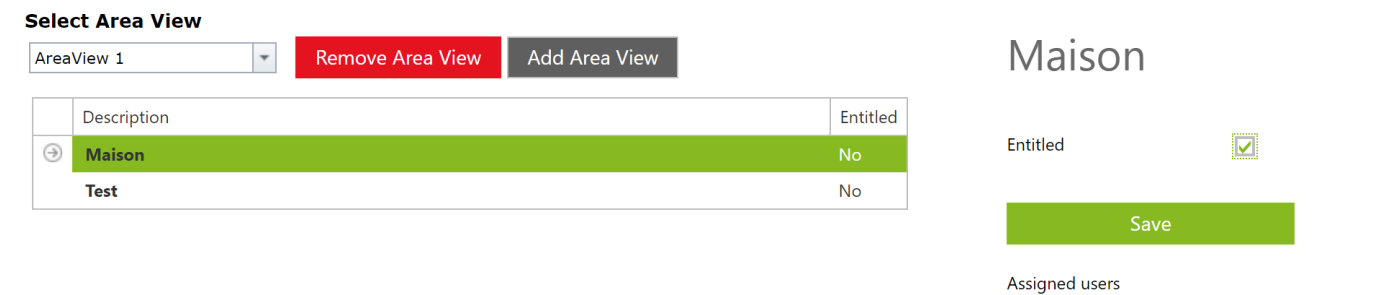 Select Area View
AreaView 1
Remove Area View
Add Area View
Maison
Description
Entitled
Maison
No
Test
No
Entitled
Save
Assigned users